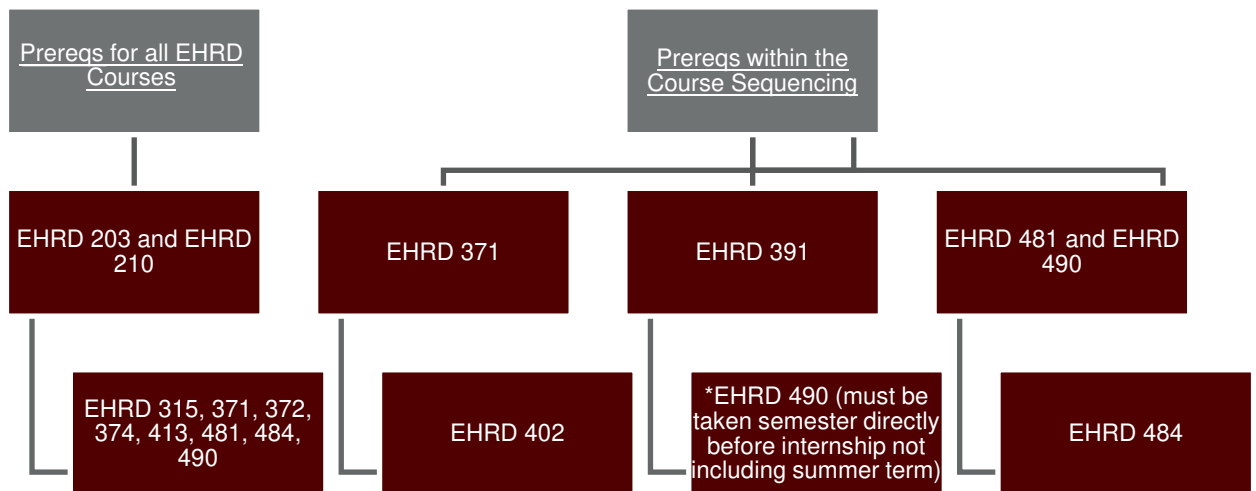 Prereqs for all EHRD
Courses
Prereqs within the
Course Sequencing
EHRD 203 and EHRD
210
EHRD 371
EHRD 391
EHRD 481 and EHRD
490
EHRD 315, 371, 372,
374, 413, 481, 484,
490
EHRD 402
*EHRD 490 (must be
taken semester directly
before internship not
including summer term)
EHRD 484